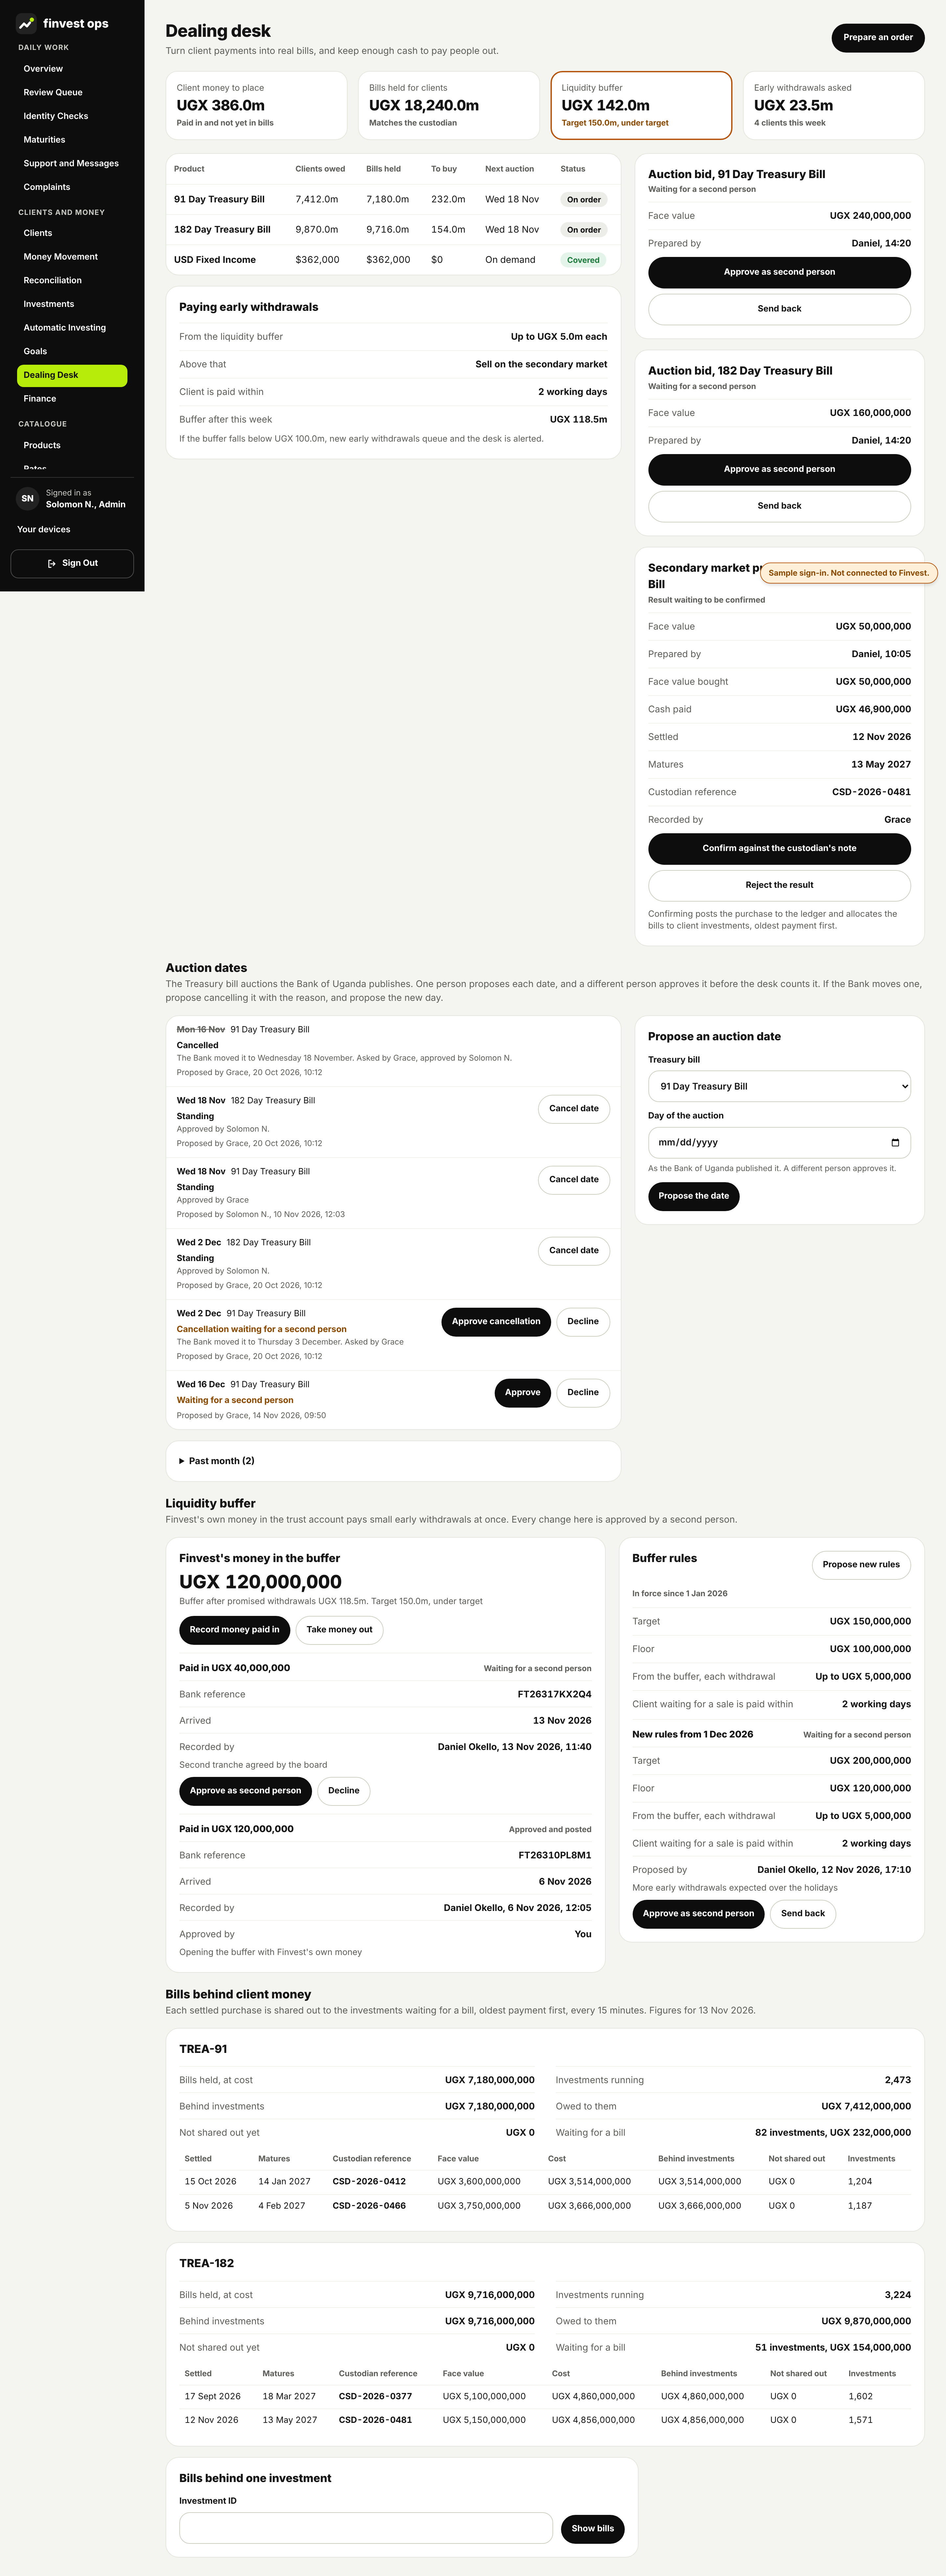 finvest ops
DAILY WORK
Overview
Review Queue
Identity Checks
Maturities
Support and Messages
Complaints
CLIENTS AND MONEY
Clients
Money Movement
Reconciliation
Investments
Automatic Investing
Goals
Dealing Desk
Finance
CATALOGUE
Products
Rates
SN
Signed in as
Solomon N., Admin
Your devices
Sign Out
Dealing desk
Turn client payments into real bills, and keep enough cash to pay people out.
Prepare an order
Client money to place
UGX 386.0m
Paid in and not yet in bills
Bills held for clients
UGX 18,240.0m
Matches the custodian
Liquidity buffer
UGX 142.0m
Target 150.0m, under target
Early withdrawals asked
UGX 23.5m
4 clients this week
Product Clients owed Bills held To buy Next auction Status
91 Day Treasury Bill 7,412.0m 7,180.0m 232.0m Wed 18 Nov On order
182 Day Treasury Bill 9,870.0m 9,716.0m 154.0m Wed 18 Nov On order
USD Fixed Income $362,000 $362,000 $0 On demand Covered
Paying early withdrawals
From the liquidity buffer Up to UGX 5.0m each
Above that Sell on the secondary market
Client is paid within 2 working days
Buffer after this week UGX 118.5m
If the buffer falls below UGX 100.0m, new early withdrawals queue and the desk is alerted.
Auction bid, 91 Day Treasury Bill
Waiting for a second person
Face value UGX 240,000,000
Prepared by Daniel, 14:20
Approve as second person
Send back
Auction bid, 182 Day Treasury Bill
Waiting for a second person
Face value UGX 160,000,000
Prepared by Daniel, 14:20
Approve as second person
Send back
Secondary market
Sample sign-in. Not connected to Finvest.
Bill
Result waiting to be confirmed
Face value UGX 50,000,000
Prepared by Daniel, 10:05
Face value bought UGX 50,000,000
Cash paid UGX 46,900,000
Settled 12 Nov 2026
Matures 13 May 2027
Custodian reference CSD-2026-0481
Recorded by Grace
Confirm against the custodian's note
Reject the result
Confirming posts the purchase to the ledger and allocates the
bills to client investments, oldest payment first.
Auction dates
The Treasury bill auctions the Bank of Uganda publishes. One person proposes each date, and a different person approves it before the desk counts it. If the Bank moves one,
propose cancelling it with the reason, and propose the new day.
Mon 16 Nov 91 Day Treasury Bill
Cancelled
The Bank moved it to Wednesday 18 November. Asked by Grace, approved by Solomon N.
Proposed by Grace, 20 Oct 2026, 10:12
Wed 18 Nov 182 Day Treasury Bill
Standing
Approved by Solomon N.
Proposed by Grace, 20 Oct 2026, 10:12
Cancel date
Wed 18 Nov 91 Day Treasury Bill
Standing
Approved by Grace
Proposed by Solomon N., 10 Nov 2026, 12:03
Cancel date
Wed 2 Dec 182 Day Treasury Bill
Standing
Approved by Solomon N.
Proposed by Grace, 20 Oct 2026, 10:12
Cancel date
Wed 2 Dec 91 Day Treasury Bill
Cancellation waiting for a second person
The Bank moved it to Thursday 3 December. Asked by Grace
Proposed by Grace, 20 Oct 2026, 10:12
Approve cancellation Decline
Wed 16 Dec 91 Day Treasury Bill
Waiting for a second person
Proposed by Grace, 14 Nov 2026, 09:50
Approve Decline
Past month (2)
Propose an auction date
Treasury bill
91 Day Treasury Bill
Day of the auction
mm/dd/yyyy
As the Bank of Uganda published it. A different person approves it.
Propose the date
Liquidity buffer
Finvest's own money in the trust account pays small early withdrawals at once. Every change here is approved by a second person.
Finvest's money in the buffer
UGX 120,000,000
Buffer after promised withdrawals UGX 118.5m. Target 150.0m, under target
Record money paid in Take money out
Paid in UGX 40,000,000 Waiting for a second person
Bank reference FT26317KX2Q4
Arrived 13 Nov 2026
Recorded by Daniel Okello, 13 Nov 2026, 11:40
Second tranche agreed by the board
Approve as second person Decline
Paid in UGX 120,000,000 Approved and posted
Bank reference FT26310PL8M1
Arrived 6 Nov 2026
Recorded by Daniel Okello, 6 Nov 2026, 12:05
Approved by You
Opening the buffer with Finvest's own money
Buffer rules
Propose new rules
In force since 1 Jan 2026
Target UGX 150,000,000
Floor UGX 100,000,000
From the buffer, each withdrawal Up to UGX 5,000,000
Client waiting for a sale is paid within 2 working days
New rules from 1 Dec 2026 Waiting for a second person
Target UGX 200,000,000
Floor UGX 120,000,000
From the buffer, each withdrawal Up to UGX 5,000,000
Client waiting for a sale is paid within 2 working days
Proposed by Daniel Okello, 12 Nov 2026, 17:10
More early withdrawals expected over the holidays
Approve as second person Send back
Bills behind client money
Each settled purchase is shared out to the investments waiting for a bill, oldest payment first, every 15 minutes. Figures for 13 Nov 2026.
TREA-91
Bills held, at cost UGX 7,180,000,000 Investments running 2,473
Behind investments UGX 7,180,000,000 Owed to them UGX 7,412,000,000
Not shared out yet UGX 0 Waiting for a bill 82 investments, UGX 232,000,000
Settled Matures Custodian reference Face value Cost Behind investments Not shared out Investments
15 Oct 2026 14 Jan 2027 CSD-2026-0412 UGX 3,600,000,000 UGX 3,514,000,000 UGX 3,514,000,000 UGX 0 1,204
5 Nov 2026 4 Feb 2027 CSD-2026-0466 UGX 3,750,000,000 UGX 3,666,000,000 UGX 3,666,000,000 UGX 0 1,187
TREA-182
Bills held, at cost UGX 9,716,000,000 Investments running 3,224
Behind investments UGX 9,716,000,000 Owed to them UGX 9,870,000,000
Not shared out yet UGX 0 Waiting for a bill 51 investments, UGX 154,000,000
Settled Matures Custodian reference Face value Cost Behind investments Not shared out Investments
17 Sept 2026 18 Mar 2027 CSD-2026-0377 UGX 5,100,000,000 UGX 4,860,000,000 UGX 4,860,000,000 UGX 0 1,602
12 Nov 2026 13 May 2027 CSD-2026-0481 UGX 5,150,000,000 UGX 4,856,000,000 UGX 4,856,000,000 UGX 0 1,571
Bills behind one investment
Investment ID
Show bills